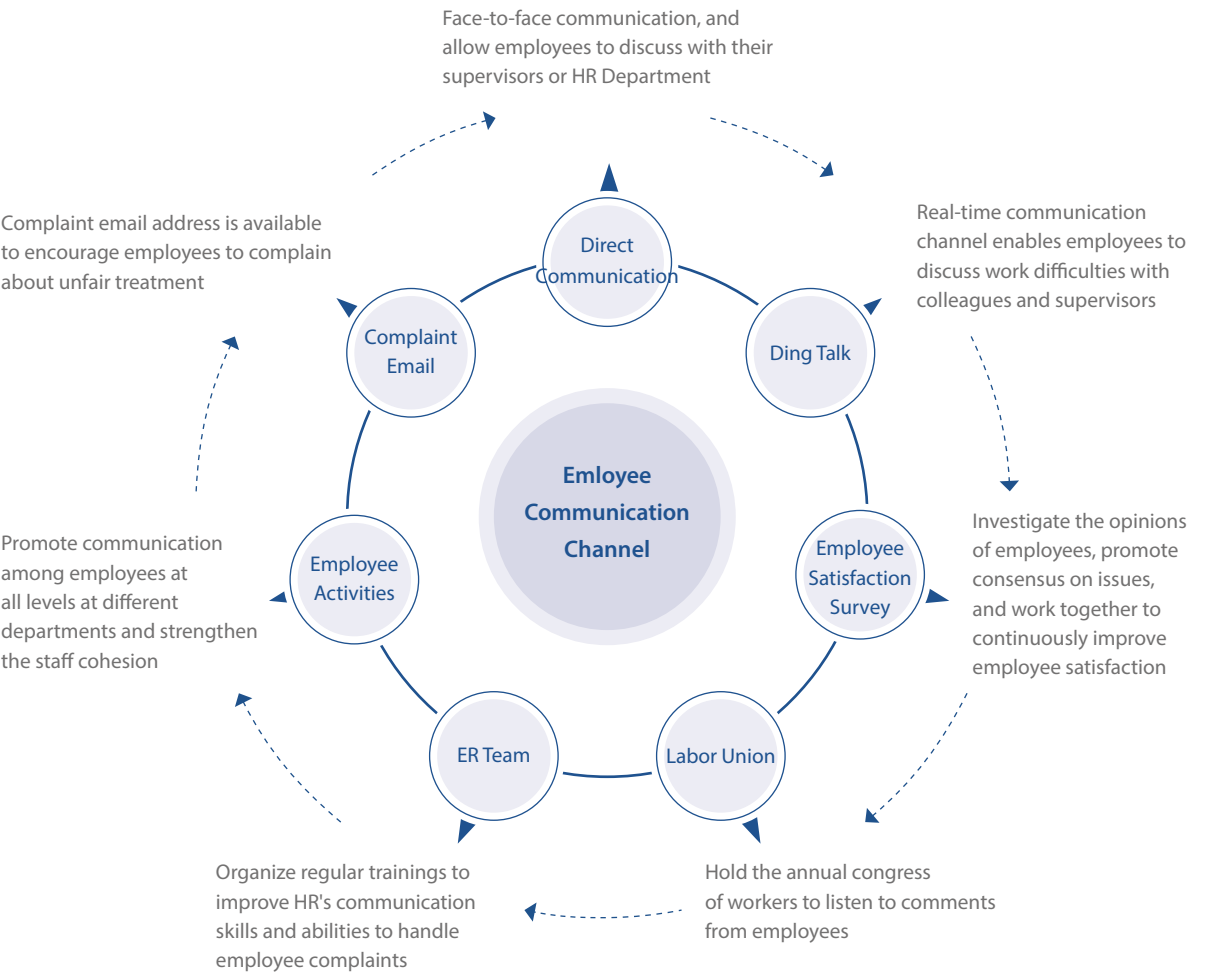 Face-to-face communication, and
allow employees to discuss with their
supervisors or HR Department
Direct
Communication
Real-time communication
channel enables employees to
discuss work difficulties with
colleagues and supervisors
Ding Talk
Investigate the opinions
of employees, promote
consensus on issues,
and work together to
continuously improve
employee satisfaction
Employee
Satisfaction
Survey
Hold the annual congress
of workers to listen to comments
from employees
Labor Union
Organize regular trainings to
improve HR's communication
skills and abilities to handle
employee complaints
ER Team
Promote communication
among employees at
all levels at different
departments and strengthen
the staff cohesion
Employee
Activities
Complaint email address is available
to encourage employees to complain
about unfair treatment
Complaint
Email
Emloyee
Communication
Channel